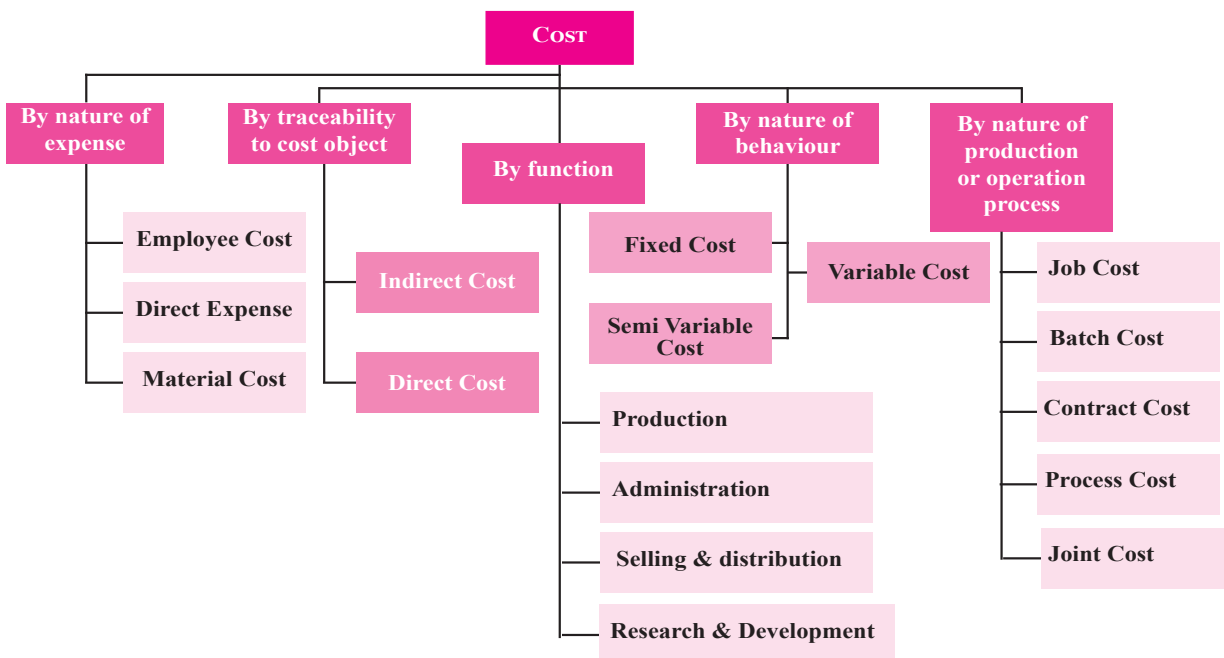 COST
By nature of
expense
Employee Cost
Direct Expense
Material Cost
By traceability
to cost object
Indirect Cost
Direct Cost
By function
Production
Administration
Selling & distribution
Research & Development
By nature of
behaviour
Fixed Cost
Variable Cost
Semi Variable
Cost
By nature of
production
or operation
process
Job Cost
Batch Cost
Contract Cost
Process Cost
Joint Cost